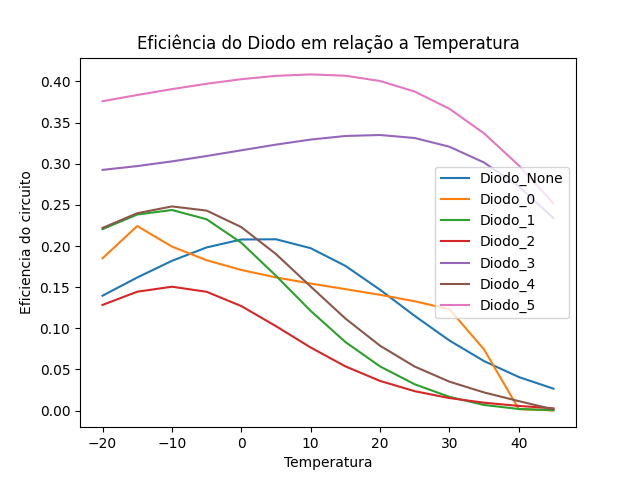 Eficiência do Diodo em relação a Temperatura
Eficiencia do circuito
0.40
0.35
0.30
0.25
0.20
0.15
0.10
0.05
0.00
Diodo_None
Diodo_0
Diodo_1
Diodo_2
Diodo_3
Diodo_4
Diodo_5
−20 −10 0 10 20 30 40
Temperatura